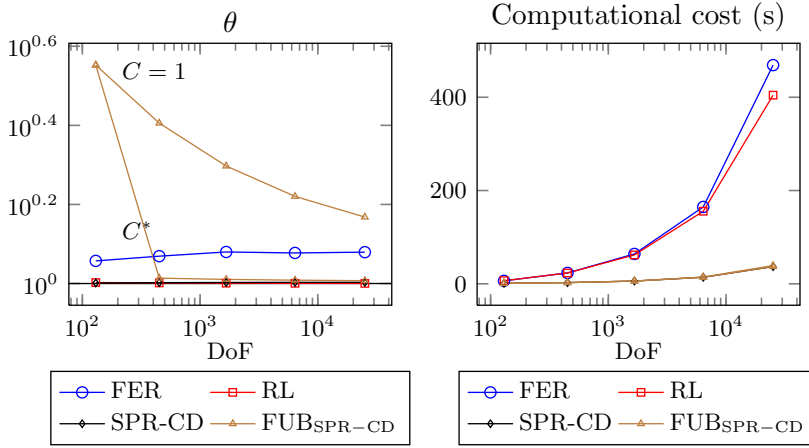 θ
10^0.6
10^0.4
10^0.2
10^0
C = 1
C*
10^2 10^3 10^4
DoF
FER RL
SPR-CD FUB_SPR−CD
Computational cost (s)
400
200
0
10^2 10^3 10^4
DoF
FER RL
SPR-CD FUB_SPR−CD